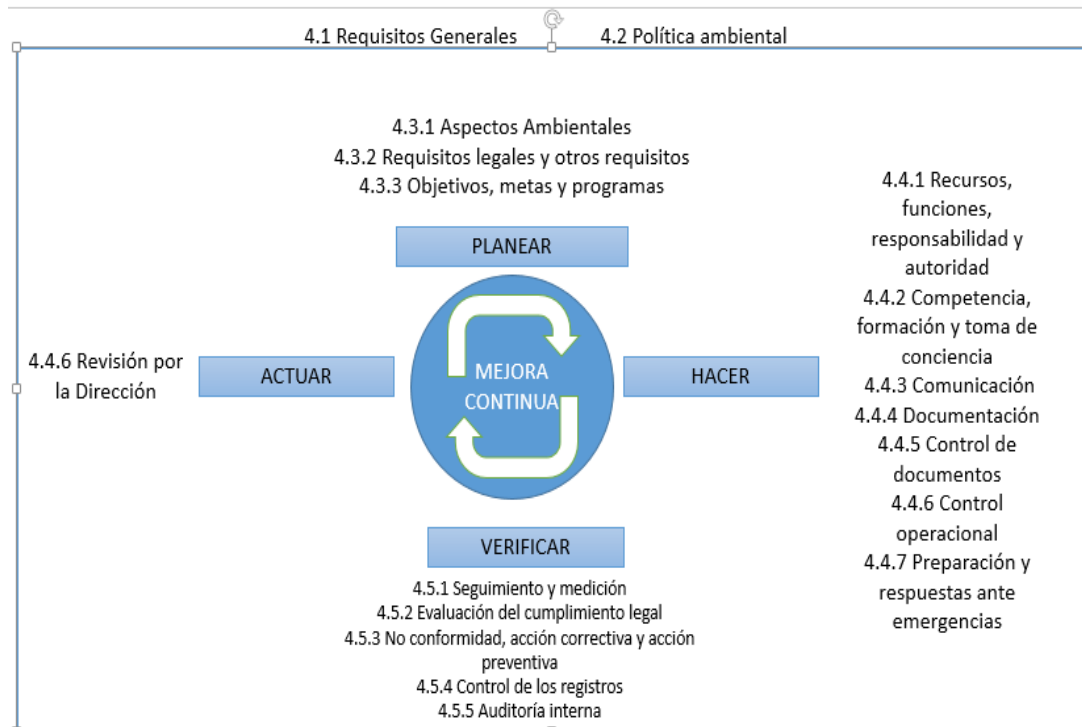 4.1 Requisitos Generales
4.2 Política ambiental
4.3.1 Aspectos Ambientales
4.3.2 Requisitos legales y otros requisitos
4.3.3 Objetivos, metas y programas
PLANEAR
4.4.1 Recursos,
funciones,
responsabilidad y
autoridad
4.4.2 Competencia,
formación y toma de
conciencia
4.4.3 Comunicación
4.4.4 Documentación
4.4.5 Control de
documentos
4.4.6 Control
operacional
4.4.7 Preparación y
respuestas ante
emergencias
HACER
MEJORA
CONTINUA
ACTUAR
4.4.6 Revisión por
la Dirección
VERIFICAR
4.5.1 Seguimiento y medición
4.5.2 Evaluación del cumplimiento legal
4.5.3 No conformidad, acción correctiva y acción
preventiva
4.5.4 Control de los registros
4.5.5 Auditoría interna